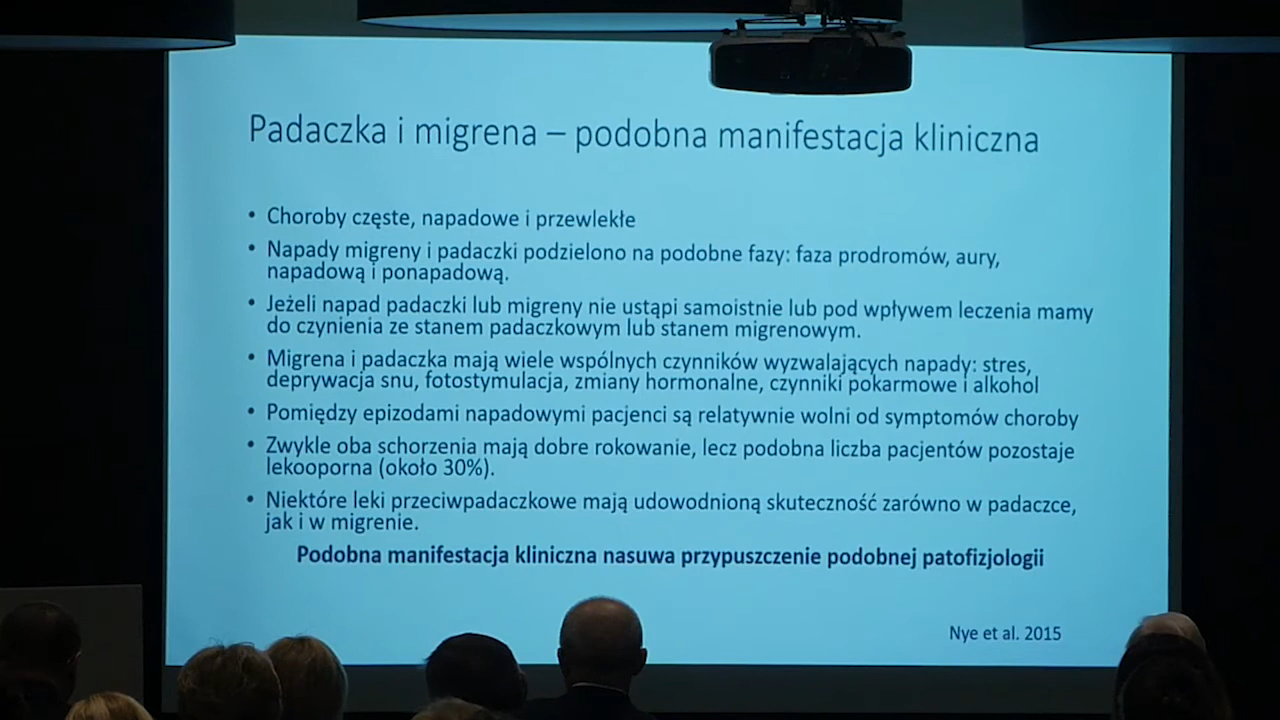 Padaczka i migrena – podobna manifestacja kliniczna
• Choroby częste, napadowe i przewlekłe
• Napady migreny i padaczki podzielono na podobne fazy: faza prodromów, aury,
napadową i ponapadową.
• Jeżeli napad padaczki lub migreny nie ustąpi samoistnie lub pod wpływem leczenia mamy
do czynienia ze stanem padaczkowym lub stanem migrenowym.
• Migrena i padaczka mają wiele wspólnych czynników wyzwalających napady: stres,
deprywacja snu, fotostymulacja, zmiany hormonalne, czynniki pokarmowe i alkohol
• Pomiędzy epizodami napadowymi pacjenci są relatywnie wolni od symptomów choroby
• Zwykle oba schorzenia mają dobre rokowanie, lecz podobna liczba pacjentów pozostaje
lekooporna (około 30%).
• Niektóre leki przeciwpadaczkowe mają udowodnioną skuteczność zarówno w padaczce,
jak i w migrenie.
Podobna manifestacja kliniczna nasuwa przypuszczenie podobnej patofizjologii
Nye et al. 2015